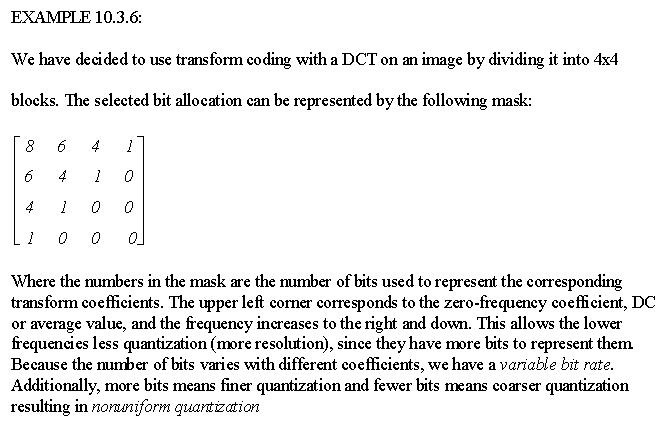 EXAMPLE 10.3.6:
We have decided to use transform coding with a DCT on an image by dividing it into 4x4
blocks. The selected bit allocation can be represented by the following mask:
8 6 4 1
6 4 1 0
4 1 0 0
1 0 0 0
Where the numbers in the mask are the number of bits used to represent the corresponding
transform coefficients. The upper left corner corresponds to the zero-frequency coefficient, DC
or average value, and the frequency increases to the right and down. This allows the lower
frequencies less quantization (more resolution), since they have more bits to represent them.
Because the number of bits varies with different coefficients, we have a variable bit rate.
Additionally, more bits means finer quantization and fewer bits means coarser quantization
resulting in nonuniform quantization